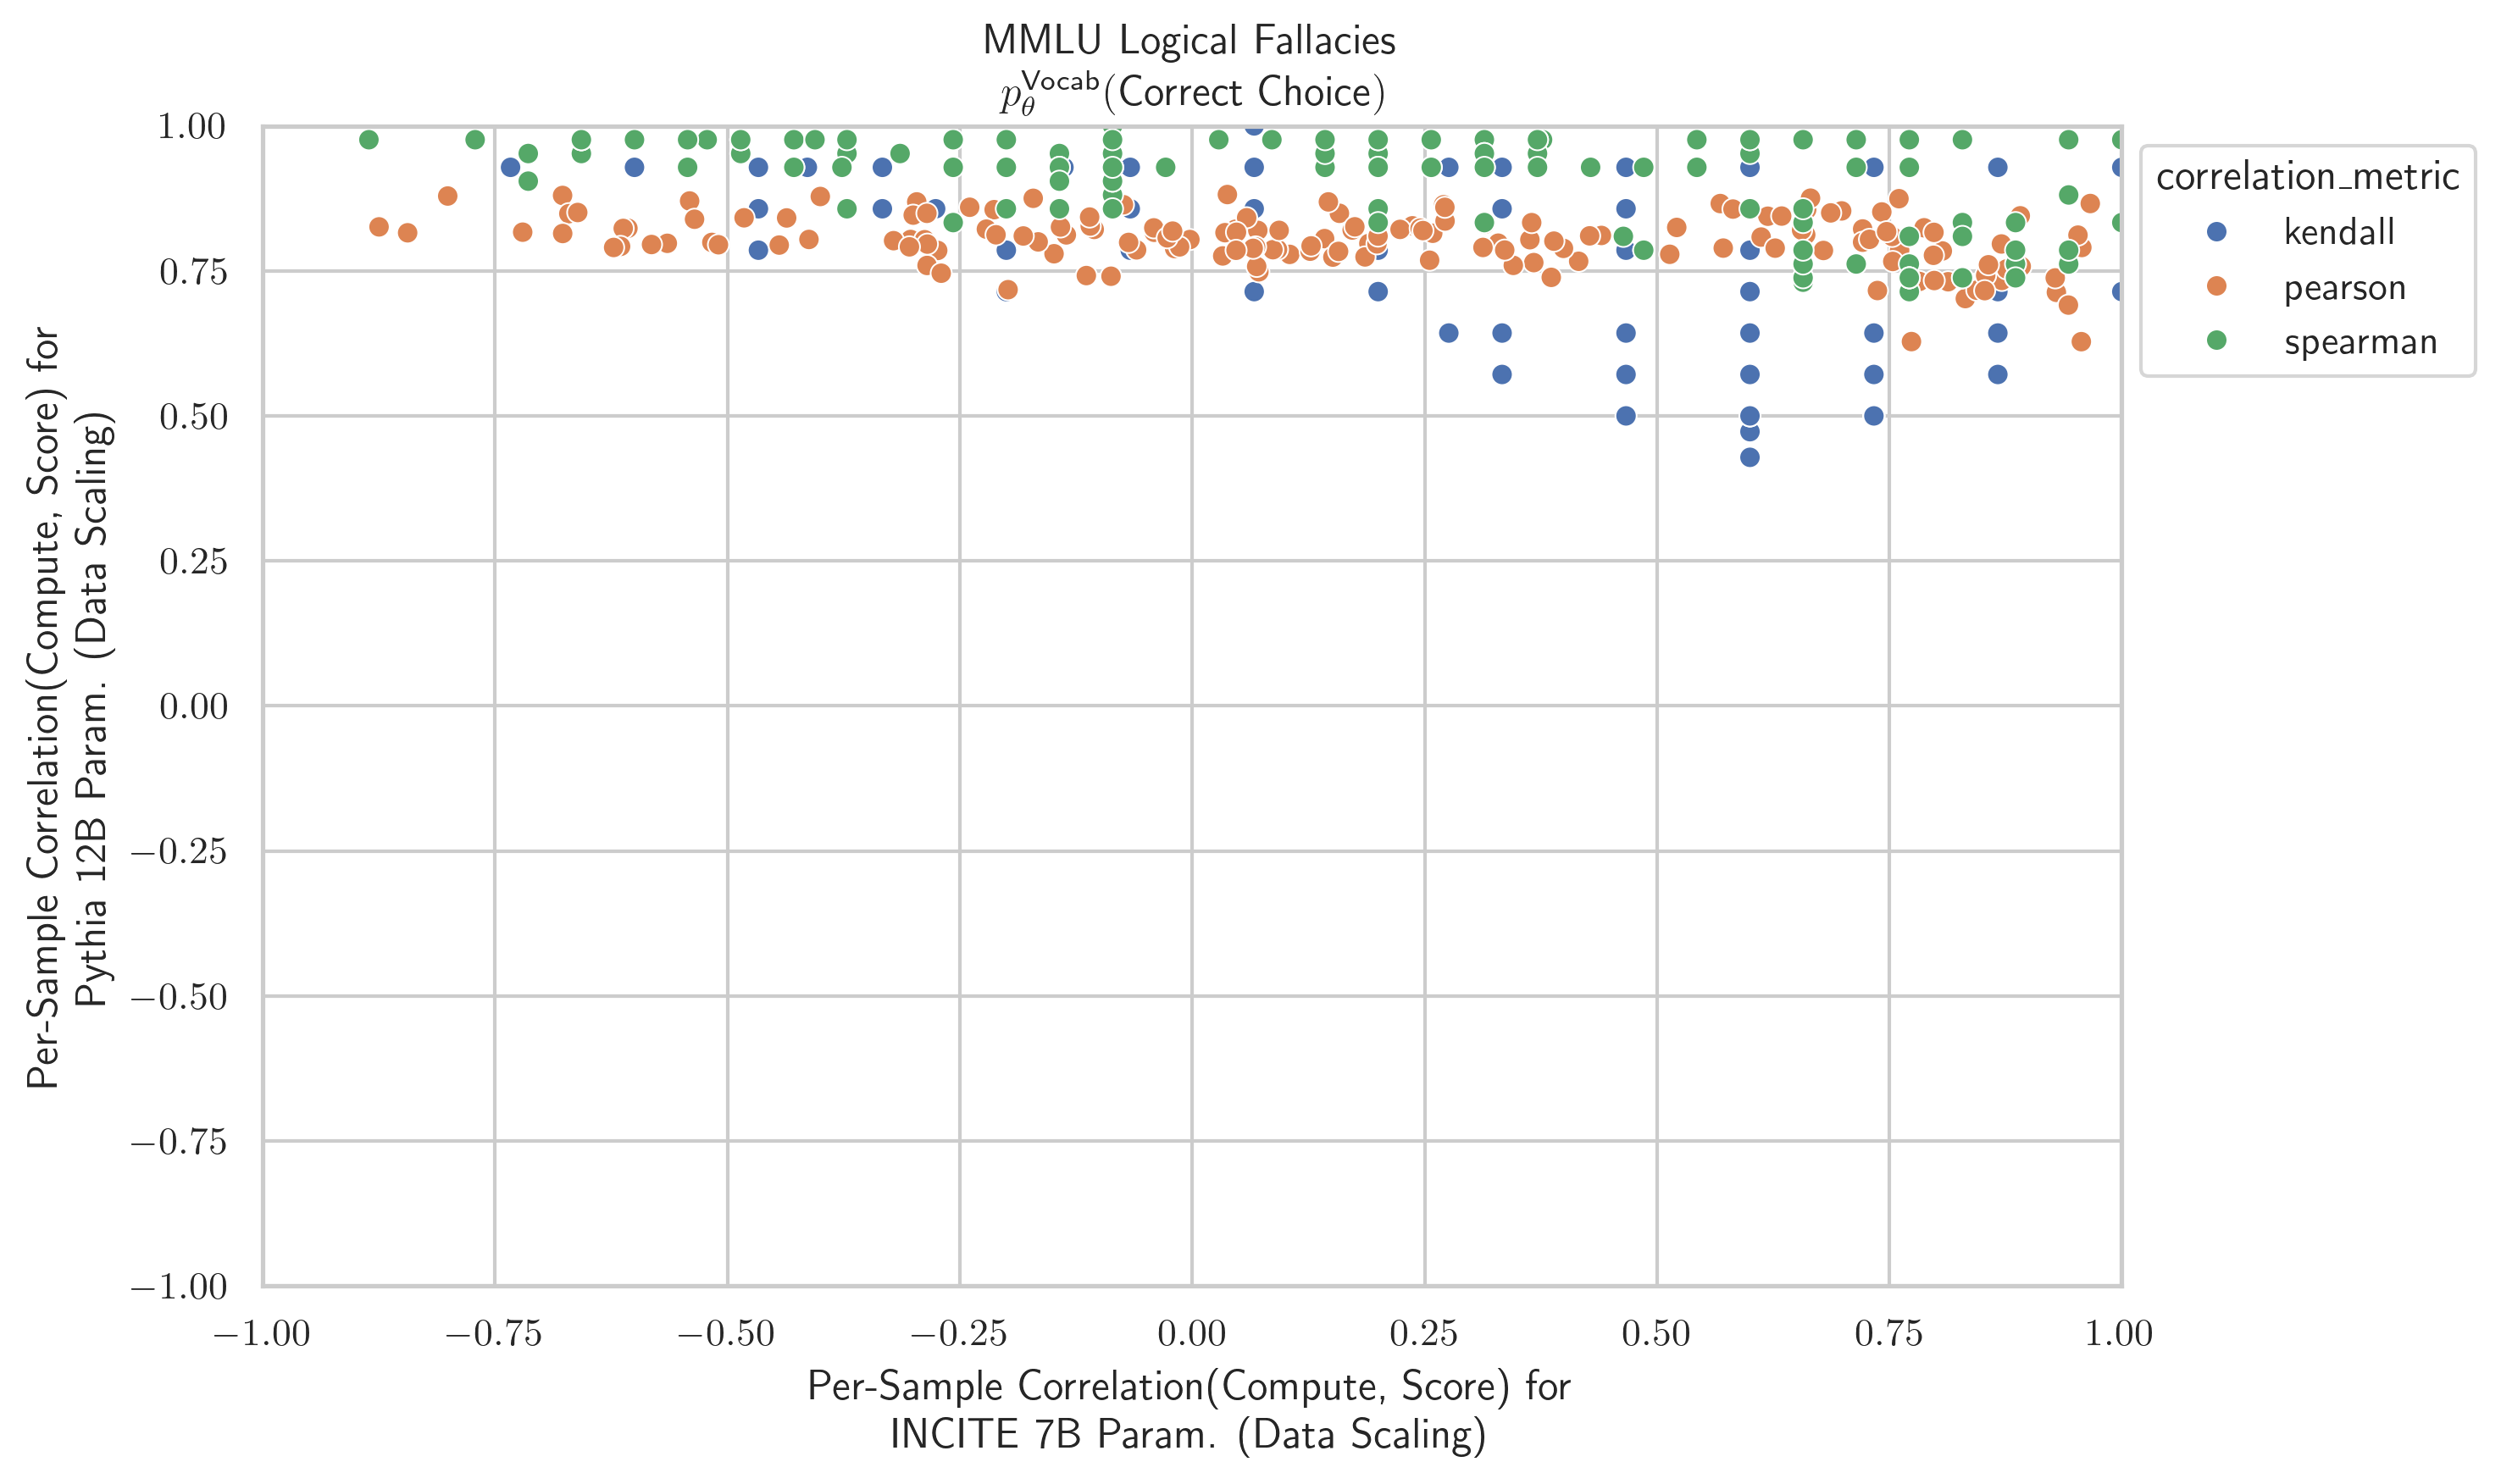 MMLU Logical Fallacies
p_θ^Vocab(Correct Choice)
1.00
0.75
0.50
0.25
0.00
−0.25
−0.50
−0.75
−1.00
Per-Sample Correlation(Compute, Score) for
Pythia 12B Param. (Data Scaling)
correlation_metric
kendall
pearson
spearman
−1.00 −0.75 −0.50 −0.25 0.00 0.25 0.50 0.75 1.00
Per-Sample Correlation(Compute, Score) for
INCITE 7B Param. (Data Scaling)